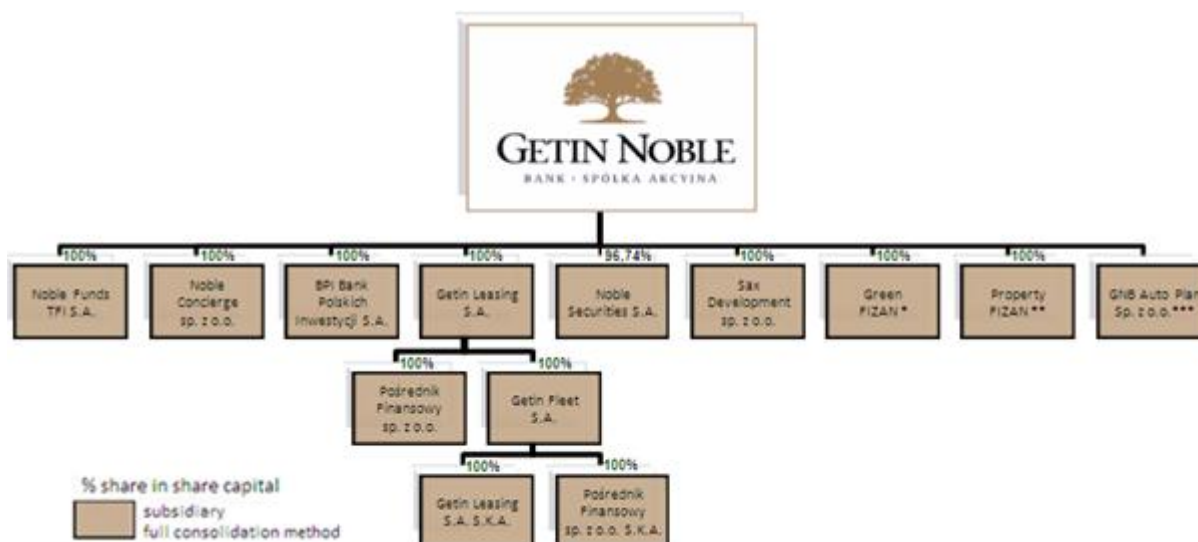 GETIN NOBLE
BANK · SPÓŁKA AKCYJNA
100%
100%
100%
100%
96,74%
100%
100%
100%
Noble Funds
TFI S.A.
Noble
Concierge
sp. z o.o.
BPI Bank
Polskich
Inwestycji S.A.
Getin Leasing
S.A.
Noble
Securities S.A.
Sax
Development
sp. z o.o.
Green
FIZAN *
Property
FIZAN **
GNB Auto Plan
Sp. z o.o.***
100%
100%
Pośrednik
Finansowy
sp. z o.o.
Getin Fleet
S.A.
100%
100%
Getin Leasing
S.A. S.K.A.
Pośrednik
Finansowy
sp. z o.o. S.K.A.
% share in share capital
subsidiary
full consolidation method